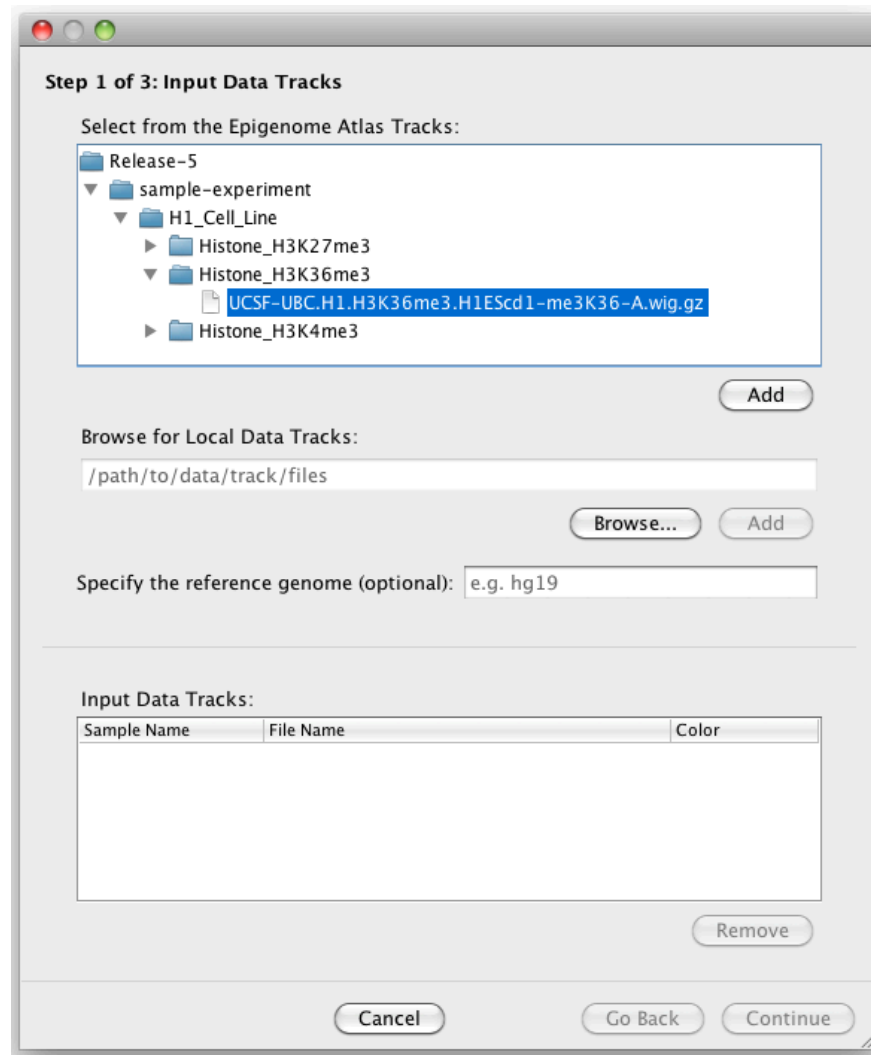 Step 1 of 3: Input Data Tracks
Select from the Epigenome Atlas Tracks:
Release-5
sample-experiment
H1_Cell_Line
Histone_H3K27me3
Histone_H3K36me3
UCSF-UBC.H1.H3K36me3.H1EScd1-me3K36-A.wig.gz
Histone_H3K4me3
Add
Browse for Local Data Tracks:
/path/to/data/track/files
Browse... Add
Specify the reference genome (optional): e.g. hg19
Input Data Tracks:
Sample Name File Name Color
Remove
Cancel Go Back Continue